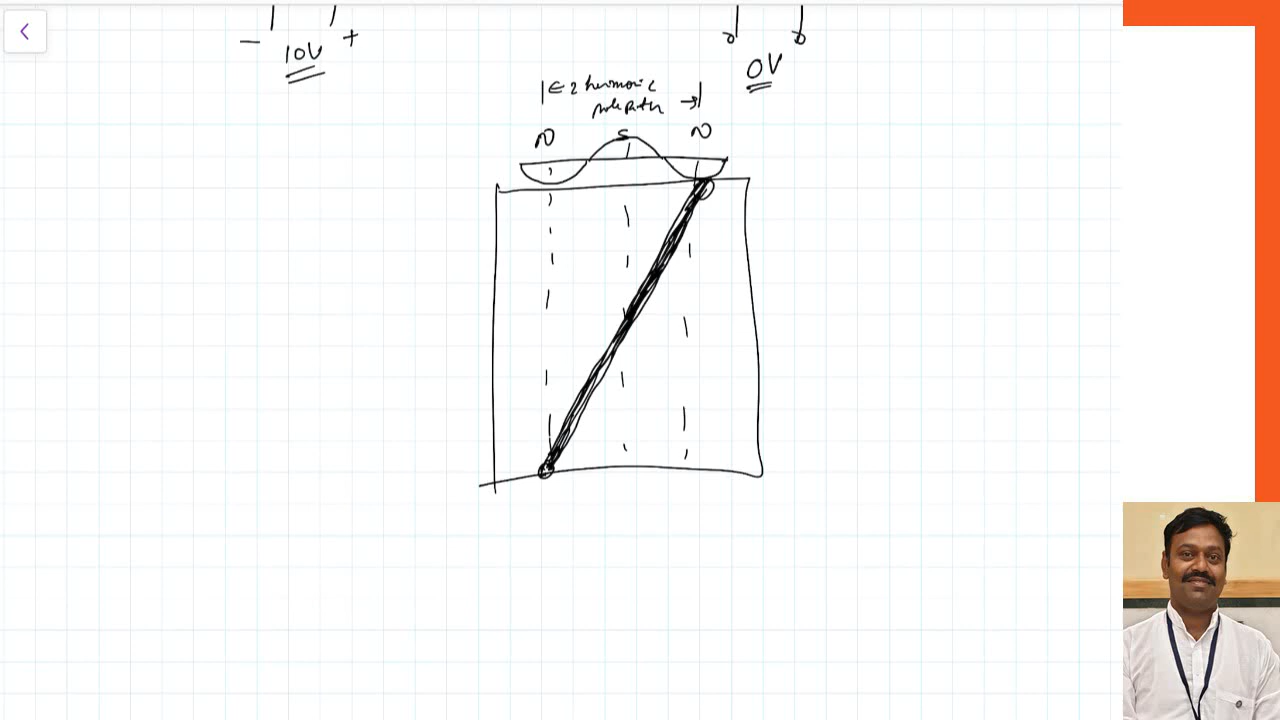 - 10V +
0V
|∈ 2 harmonic
pole pitch →|
N S N